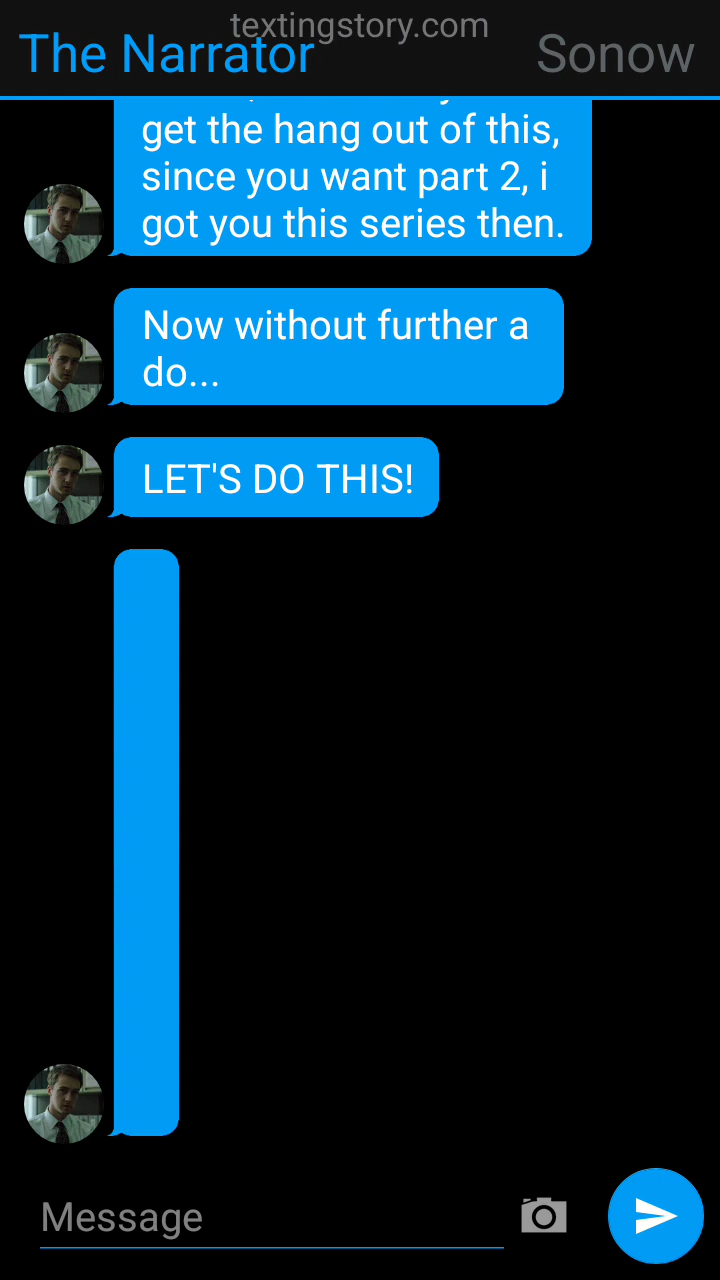 textingstory.com
The Narrator
Sonow
get the hang out of this,
since you want part 2, i
got you this series then.
Now without further a
do...
LET'S DO THIS!
Message